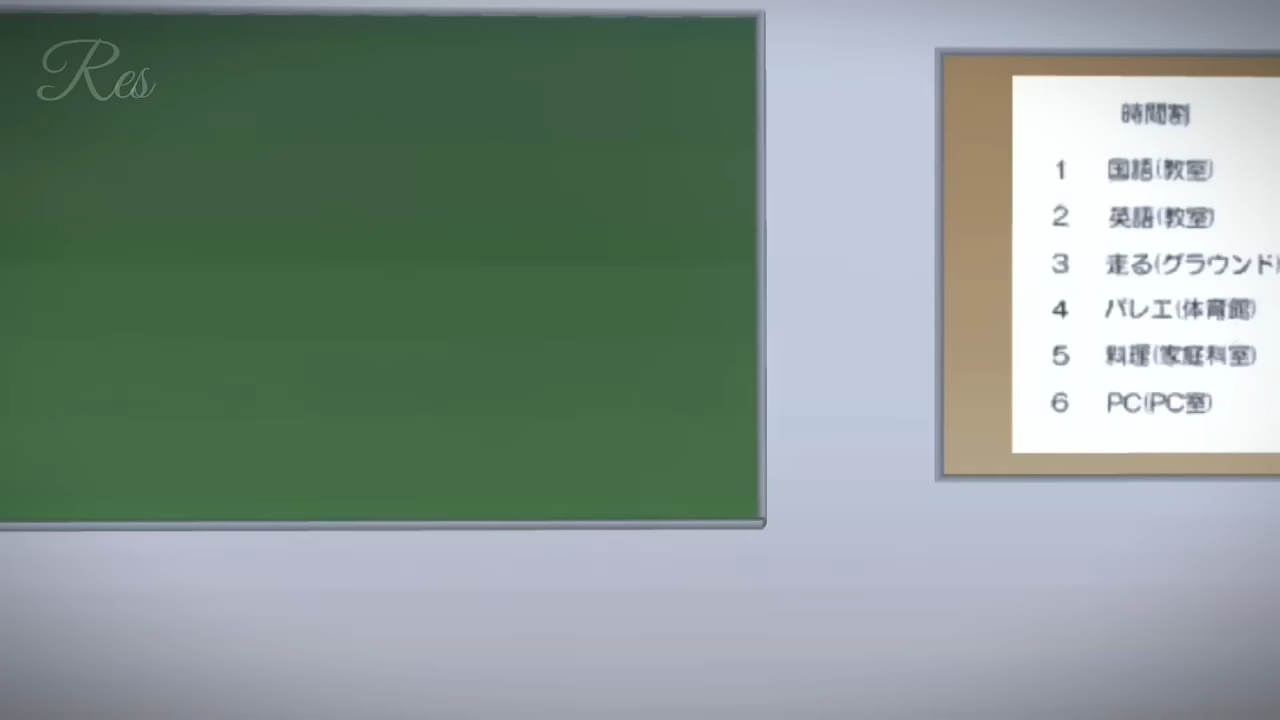 Res
時間割
1 国語(教室)
2 英語(教室)
3 走る(グラウンド)
4 バレエ(体育館)
5 料理(家庭科室)
6 PC(PC室)